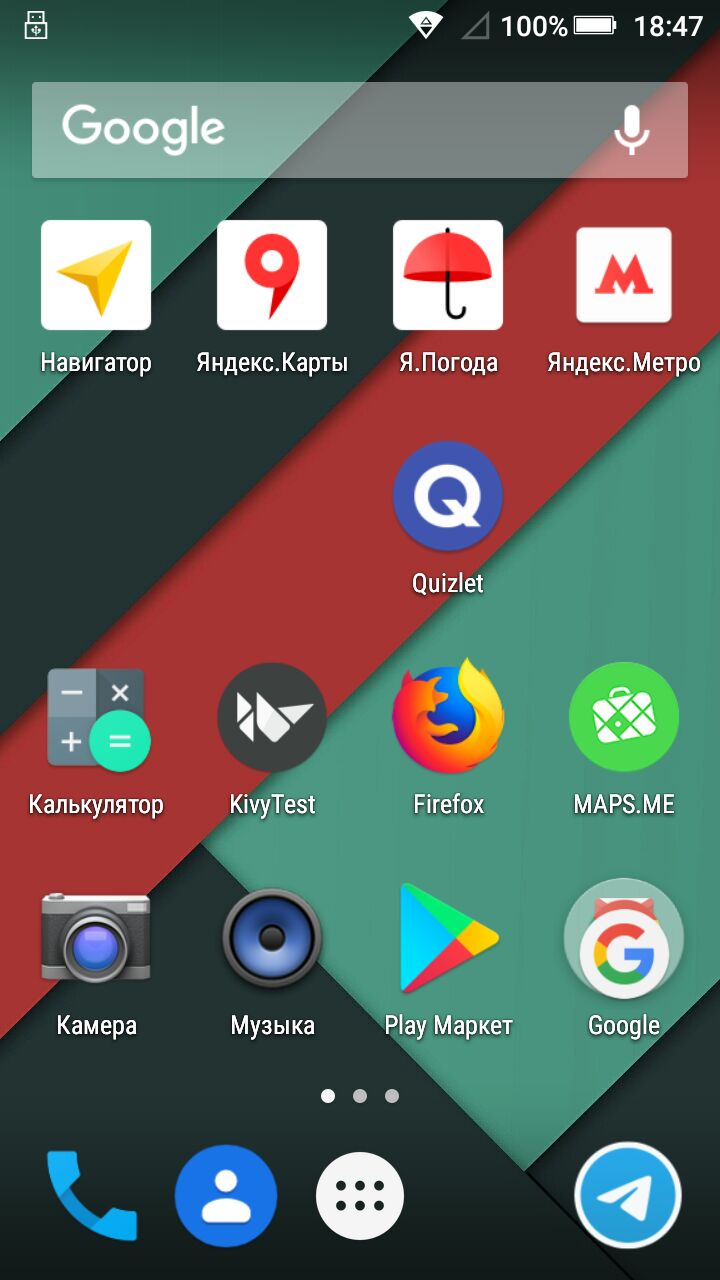 100% 18:47
Google
Навигатор Яндекс.Карты Я.Погода Яндекс.Метро
Quizlet
Калькулятор KivyTest Firefox MAPS.ME
Камера Музыка Play Маркет Google